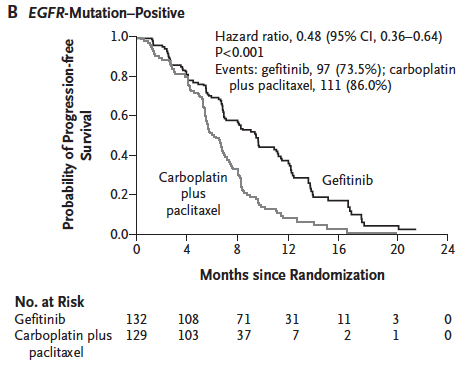 B EGFR-Mutation–Positive
Hazard ratio, 0.48 (95% CI, 0.36–0.64)
P<0.001
Events: gefitinib, 97 (73.5%); carboplatin
plus paclitaxel, 111 (86.0%)
Probability of Progression-free
Survival
1.0
0.8
0.6
0.4
0.2
0.0
Carboplatin
plus
paclitaxel
Gefitinib
0 4 8 12 16 20 24
Months since Randomization
No. at Risk
Gefitinib 132 108 71 31 11 3 0
Carboplatin plus 129 103 37 7 2 1 0
paclitaxel